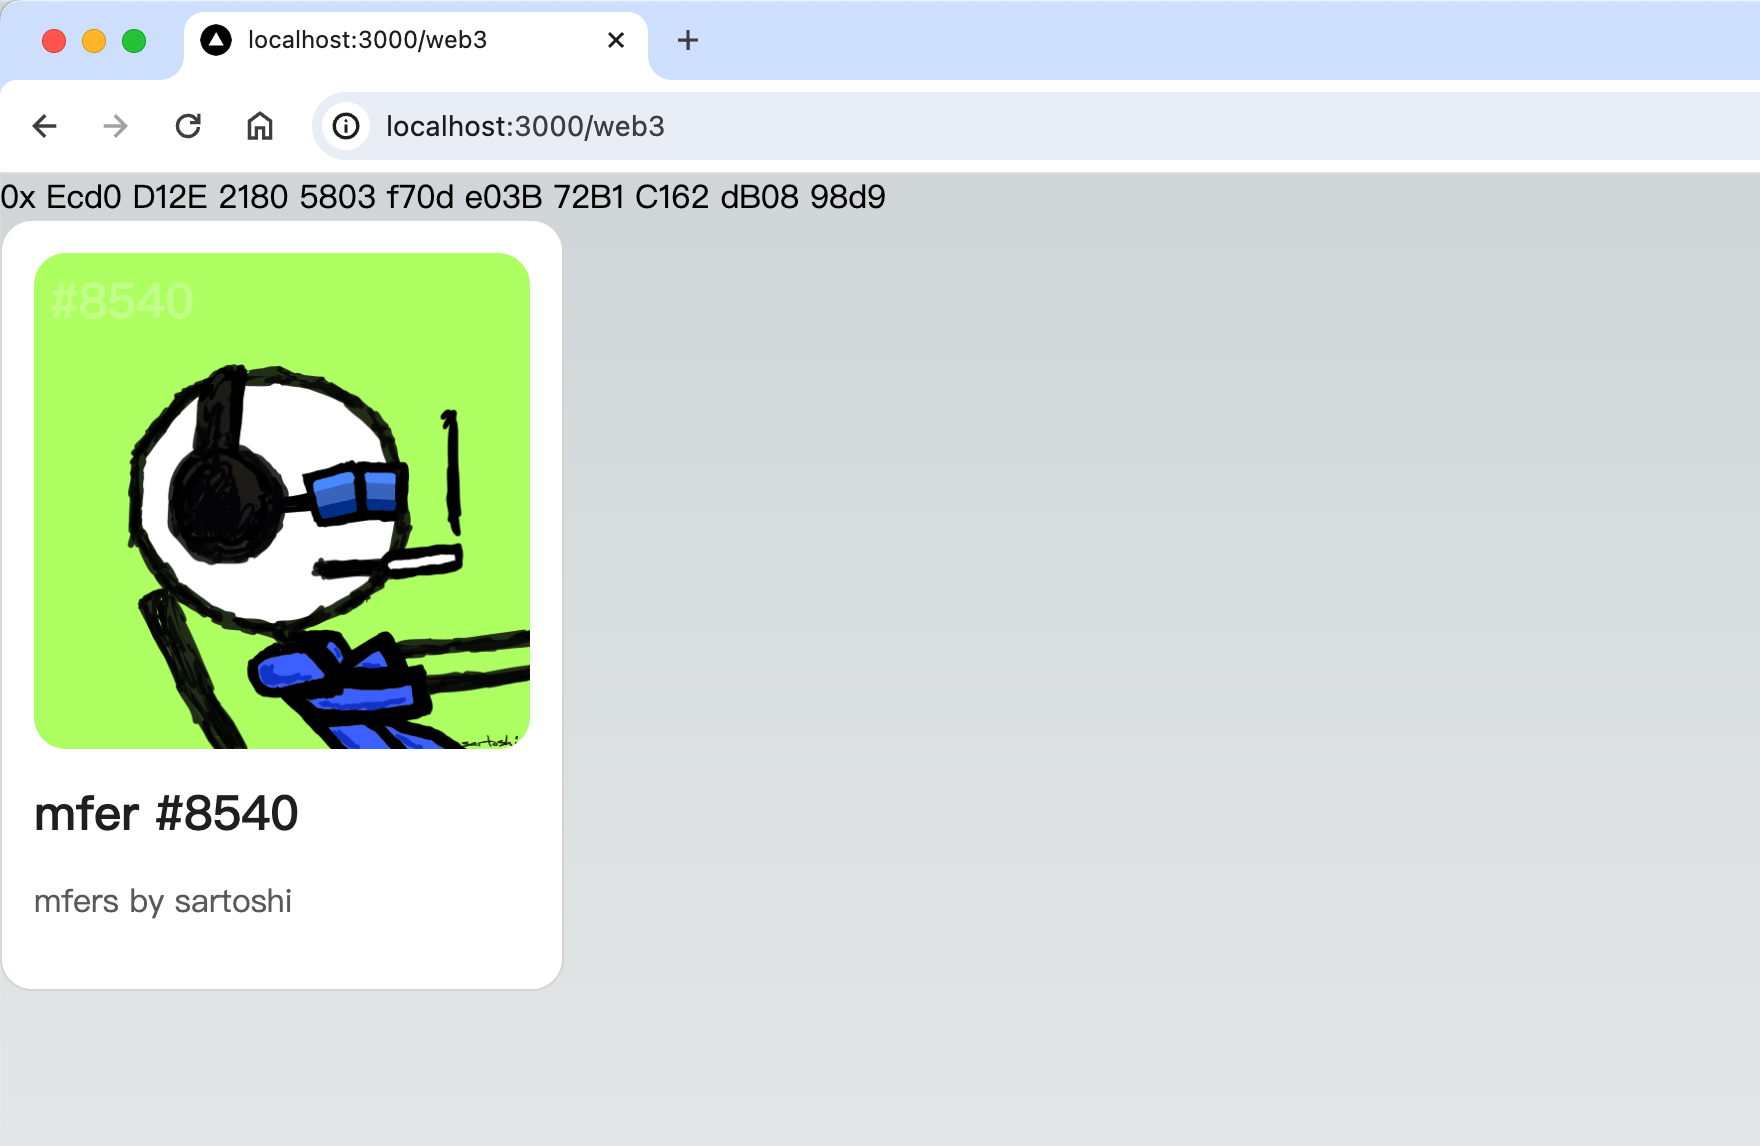 localhost:3000/web3
localhost:3000/web3
0x Ecd0 D12E 2180 5803 f70d e03B 72B1 C162 dB08 98d9
#8540
sartoshi
mfer #8540
mfers by sartoshi